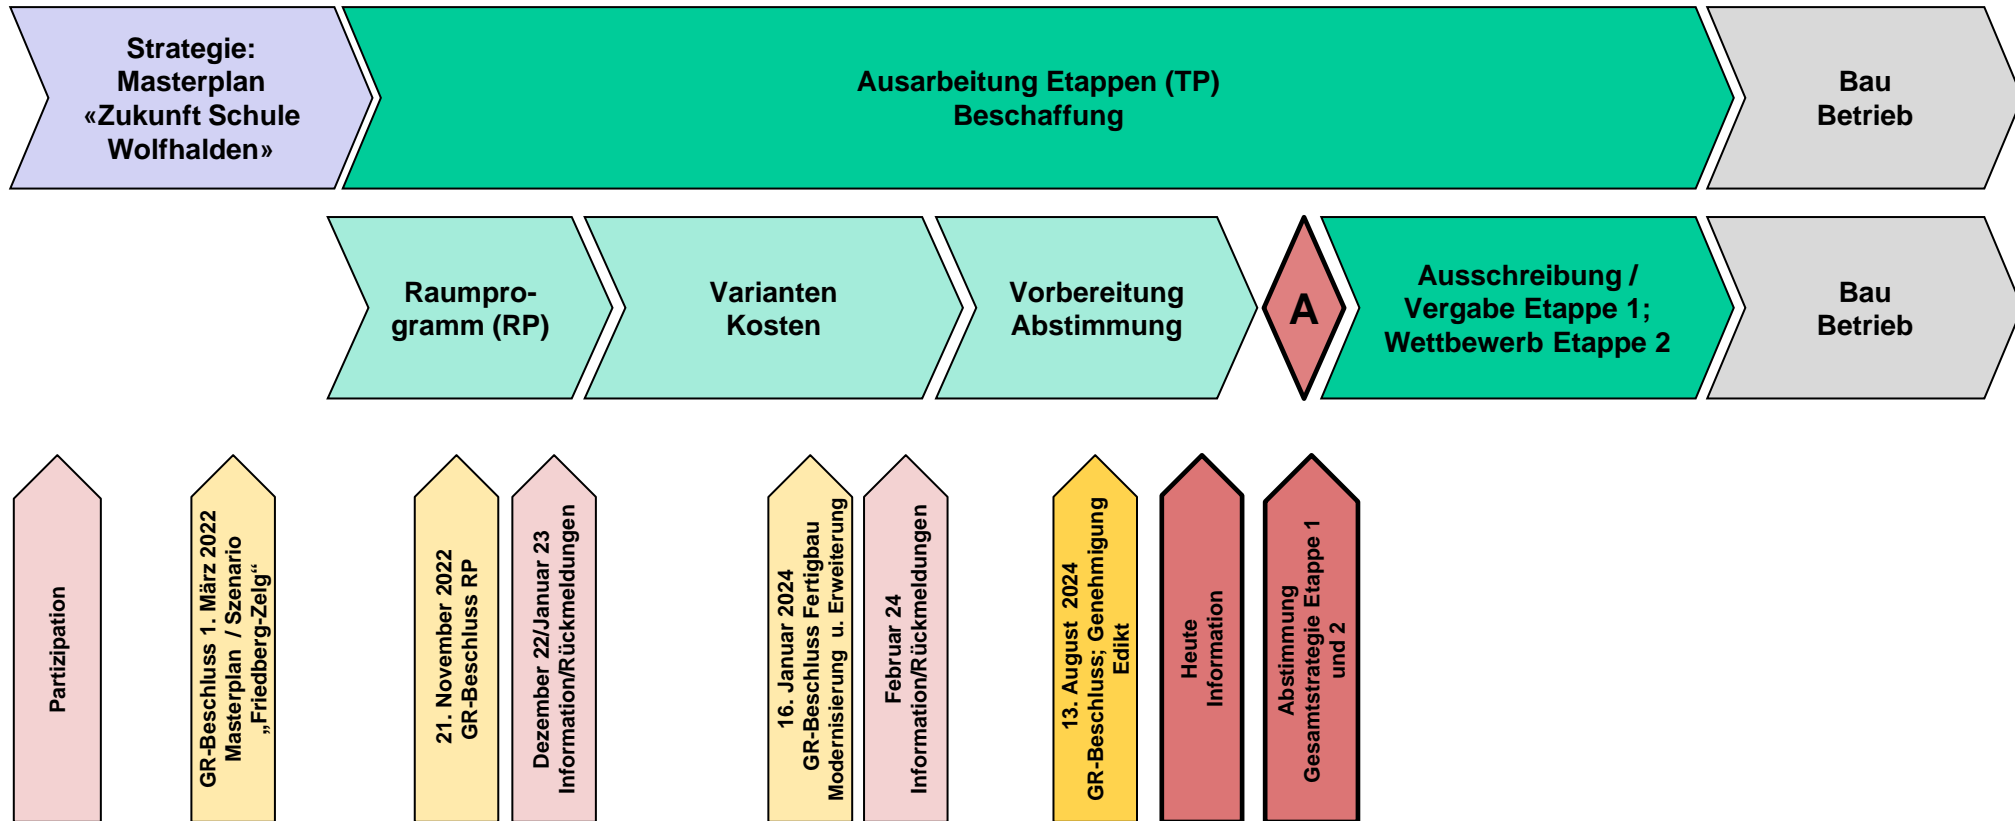 Strategie:
Masterplan
«Zukunft Schule
Wolfhalden»
Ausarbeitung Etappen (TP)
Beschaffung
Bau
Betrieb
Raumpro-
gramm (RP)
Varianten
Kosten
Vorbereitung
Abstimmung
A
Ausschreibung /
Vergabe Etappe 1;
Wettbewerb Etappe 2
Bau
Betrieb
Partizipation
GR-Beschluss 1. März 2022
Masterplan / Szenario
„Friedberg-Zelg“
21. November 2022
GR-Beschluss RP
Dezember 22/Januar 23
Information/Rückmeldungen
16. Januar 2024
GR-Beschluss Fertigbau
Modernisierung u. Erweiterung
Februar 24
Information/Rückmeldungen
13. August 2024
GR-Beschluss; Genehmigung
Edikt
Heute
Information
Abstimmung
Gesamtstrategie Etappe 1
und 2